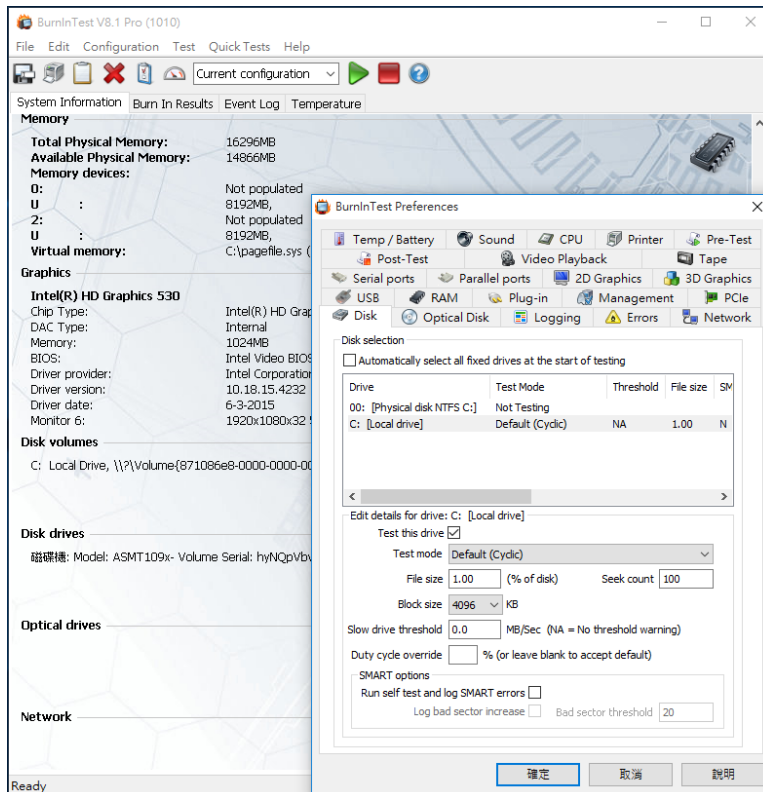 BurnInTest V8.1 Pro (1010)
File Edit Configuration Test Quick Tests Help
Current configuration
System Information Burn In Results Event Log Temperature
Memory
Total Physical Memory: 16296MB
Available Physical Memory: 14866MB
Memory devices:
0: Not populated
U : 8192MB,
2: Not populated
U : 8192MB,
Virtual memory: C:\pagefile.sys (
Graphics
Intel(R) HD Graphics 530
Chip Type: Intel(R) HD Grap
DAC Type: Internal
Memory: 1024MB
BIOS: Intel Video BIOS
Driver provider: Intel Corporation
Driver version: 10.18.15.4232
Driver date: 6-3-2015
Monitor 6: 1920x1080x32
Disk volumes
C: Local Drive, \\?\Volume{871086e8-0000-0000-00
Disk drives
磁碟機: Model: ASMT109x- Volume Serial: hyNQpVbv
Optical drives
Network
Ready
BurnInTest Preferences
Temp / Battery Sound CPU Printer Pre-Test
Post-Test Video Playback Tape
Serial ports Parallel ports 2D Graphics 3D Graphics
USB RAM Plug-in Management PCIe
Disk Optical Disk Logging Errors Network
Disk selection
Automatically select all fixed drives at the start of testing
Drive Test Mode Threshold File size SM
00: [Physical disk NTFS C:] Not Testing
C: [Local drive] Default (Cyclic) NA 1.00 N
Edit details for drive: C: [Local drive]
Test this drive
Test mode Default (Cyclic)
File size 1.00 (% of disk) Seek count 100
Block size 4096 KB
Slow drive threshold 0.0 MB/Sec (NA = No threshold warning)
Duty cycle override % (or leave blank to accept default)
SMART options
Run self test and log SMART errors
Log bad sector increase Bad sector threshold 20
確定 取消 說明